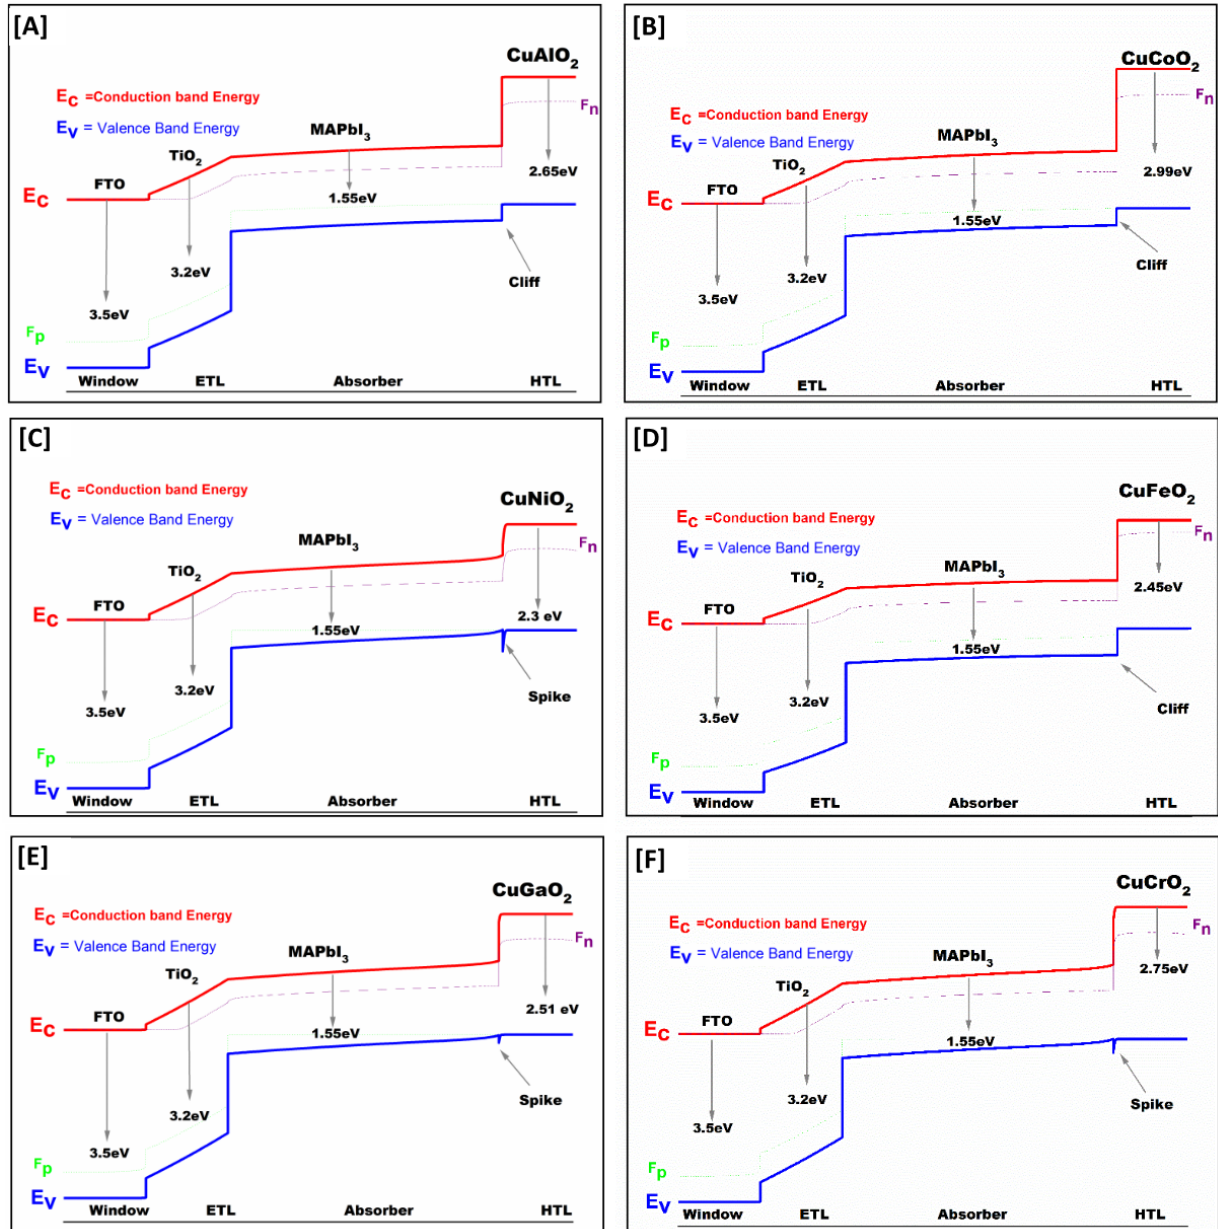 [A]
CuAlO2
EC =Conduction band Energy
Fn
EV = Valence Band Energy
MAPbI3
TiO2
FTO
2.65eV
EC
1.55eV
3.2eV
Cliff
3.5eV
Fp
EV
Window ETL Absorber HTL
[B]
CuCoO2
Fn
EC =Conduction band Energy
EV = Valence Band Energy
MAPbI3
TiO2
2.99eV
FTO
EC
1.55eV
Cliff
3.2eV
3.5eV
Fp
EV
Window ETL Absorber HTL
[C]
EC =Conduction band Energy
CuNiO2
EV = Valence Band Energy
MAPbI3
Fn
TiO2
FTO
2.3 eV
EC
1.55eV
3.2eV
Spike
3.5eV
Fp
EV
Window ETL Absorber HTL
[D]
CuFeO2
EC =Conduction band Energy
Fn
EV = Valence Band Energy
MAPbI3
TiO2
2.45eV
FTO
EC
1.55eV
3.2eV
Cliff
3.5eV
Fp
EV
Window ETL Absorber HTL
[E]
CuGaO2
EC =Conduction band Energy
Fn
EV = Valence Band Energy
MAPbI3
TiO2
2.51 eV
FTO
EC
1.55eV
Spike
3.2eV
3.5eV
Fp
EV
Window ETL Absorber HTL
[F]
CuCrO2
EC =Conduction band Energy
Fn
EV = Valence Band Energy
MAPbI3
2.75eV
TiO2
FTO
EC
1.55eV
3.2eV
Spike
3.5eV
Fp
EV
Window ETL Absorber HTL